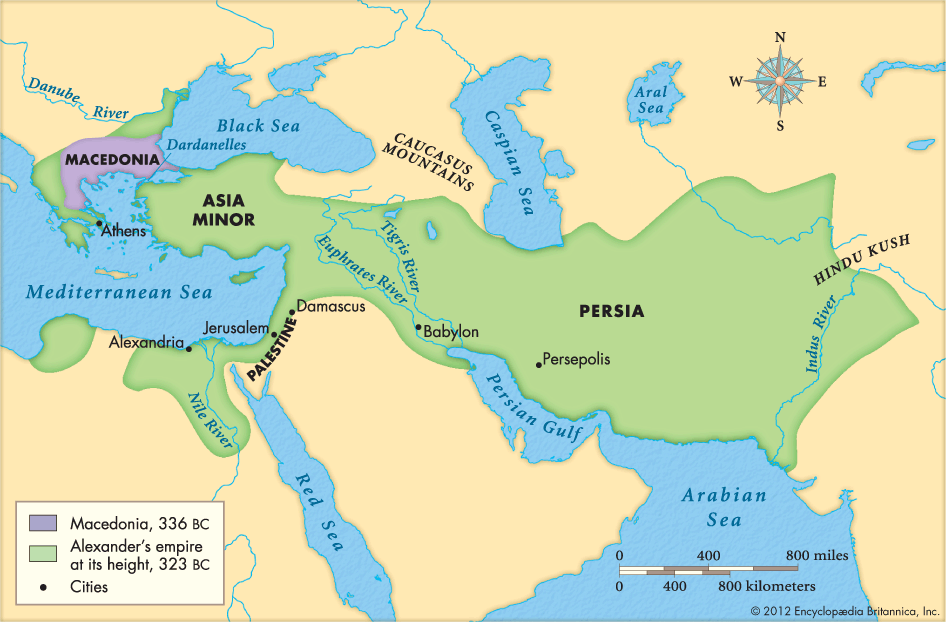 N
W
E
S
Danube
River
Black Sea
Aral
Sea
Caspian Sea
CAUCASUS
MOUNTAINS
Dardanelles
MACEDONIA
ASIA
MINOR
Athens
Tigris River
Euphrates River
HINDU KUSH
Mediterranean Sea
PERSIA
Damascus
Jerusalem
PALESTINE
Babylon
Indus River
Alexandria
Persepolis
Nile River
Persian Gulf
Red Sea
Arabian
Sea
Macedonia, 336 BC
Alexander's empire
at its height, 323 BC
Cities
0 400 800 miles
0 400 800 kilometers
© 2012 Encyclopædia Britannica, Inc.